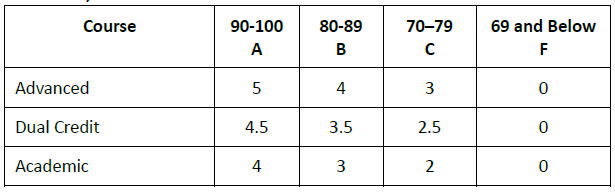 Course 90-100 A 80-89 B 70–79 C 69 and Below F
Advanced 5 4 3 0
Dual Credit 4.5 3.5 2.5 0
Academic 4 3 2 0